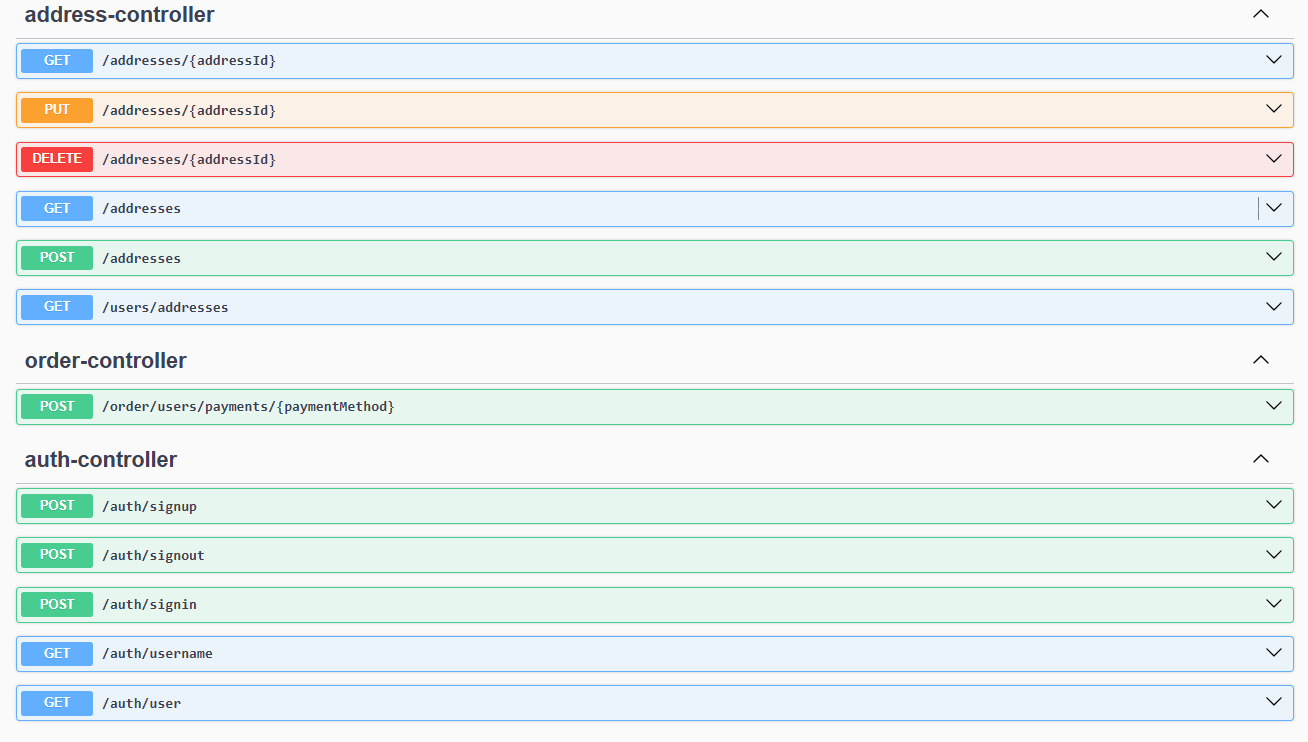 address-controller
GET /addresses/{addressId}
PUT /addresses/{addressId}
DELETE /addresses/{addressId}
GET /addresses
POST /addresses
GET /users/addresses
order-controller
POST /order/users/payments/{paymentMethod}
auth-controller
POST /auth/signup
POST /auth/signout
POST /auth/signin
GET /auth/username
GET /auth/user